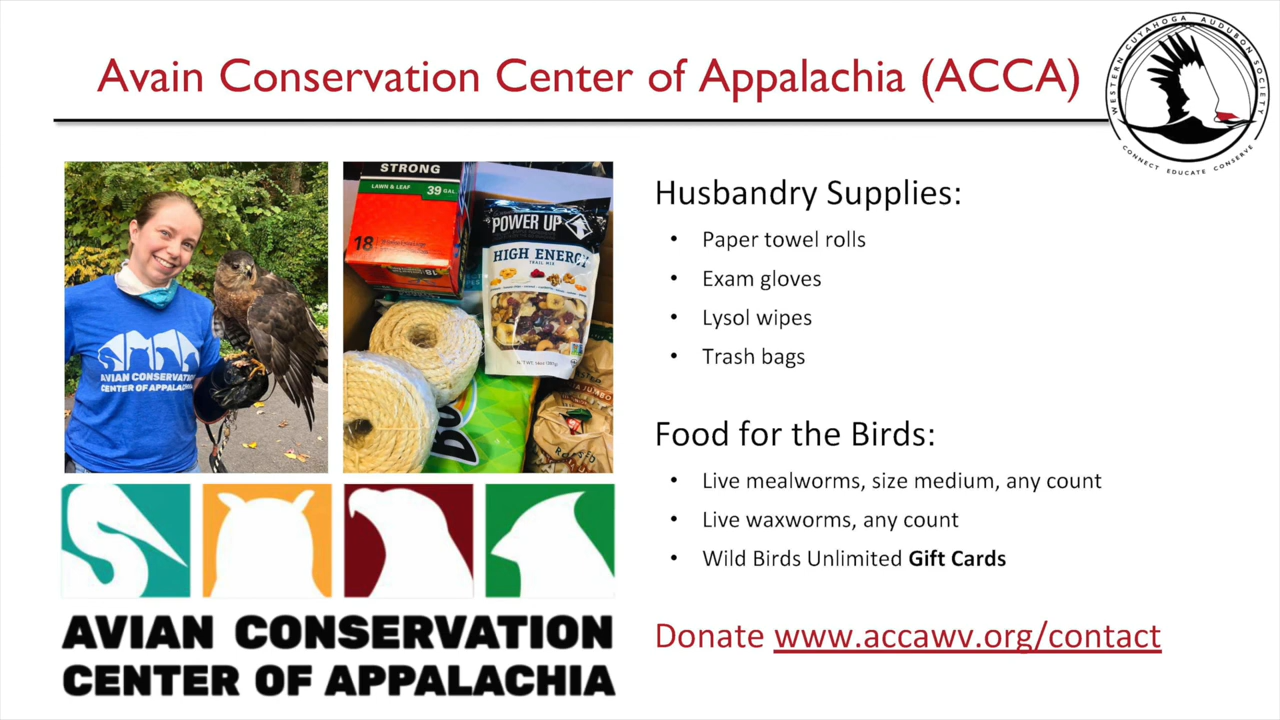 Avain Conservation Center of Appalachia (ACCA)
WESTERN CUYAHOGA AUDUBON SOCIETY
CONNECT EDUCATE CONSERVE
STRONG
LAWN & LEAF 39 GAL.
18
18
POWER UP
HIGH ENERGY
TRAIL MIX
AVIAN CONSERVATION
CENTER OF APPALACHIA
Husbandry Supplies:
• Paper towel rolls
• Exam gloves
• Lysol wipes
• Trash bags
Food for the Birds:
• Live mealworms, size medium, any count
• Live waxworms, any count
• Wild Birds Unlimited Gift Cards
Donate www.accawv.org/contact
AVIAN CONSERVATION
CENTER OF APPALACHIA